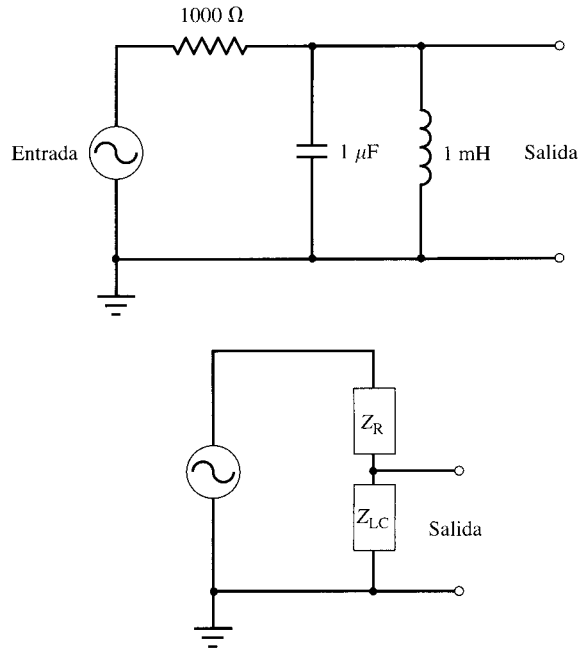 1000 Ω
Entrada
1 μF
1 mH
Salida
Z_R
Z_LC
Salida